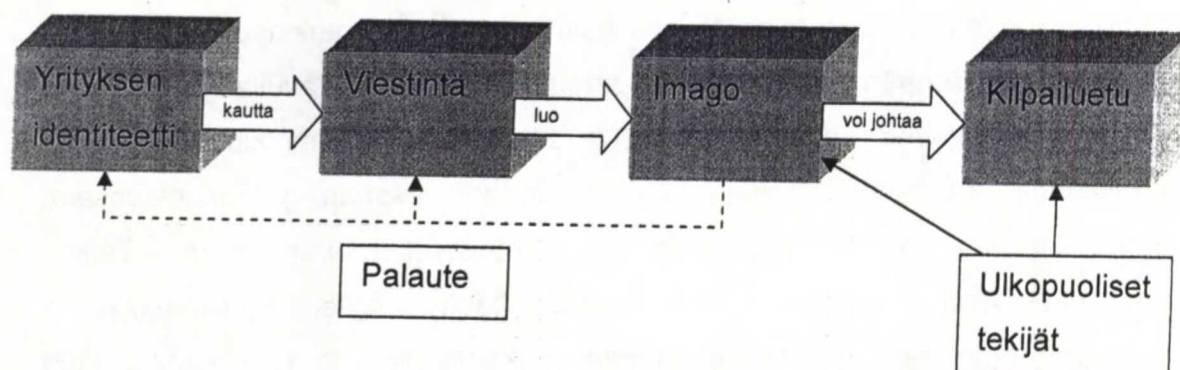 Yrityksen
identiteetti
kautta
Viestintä
luo
Imago
voi johtaa
Kilpailuetu
Palaute
Ulkopuoliset
tekijät